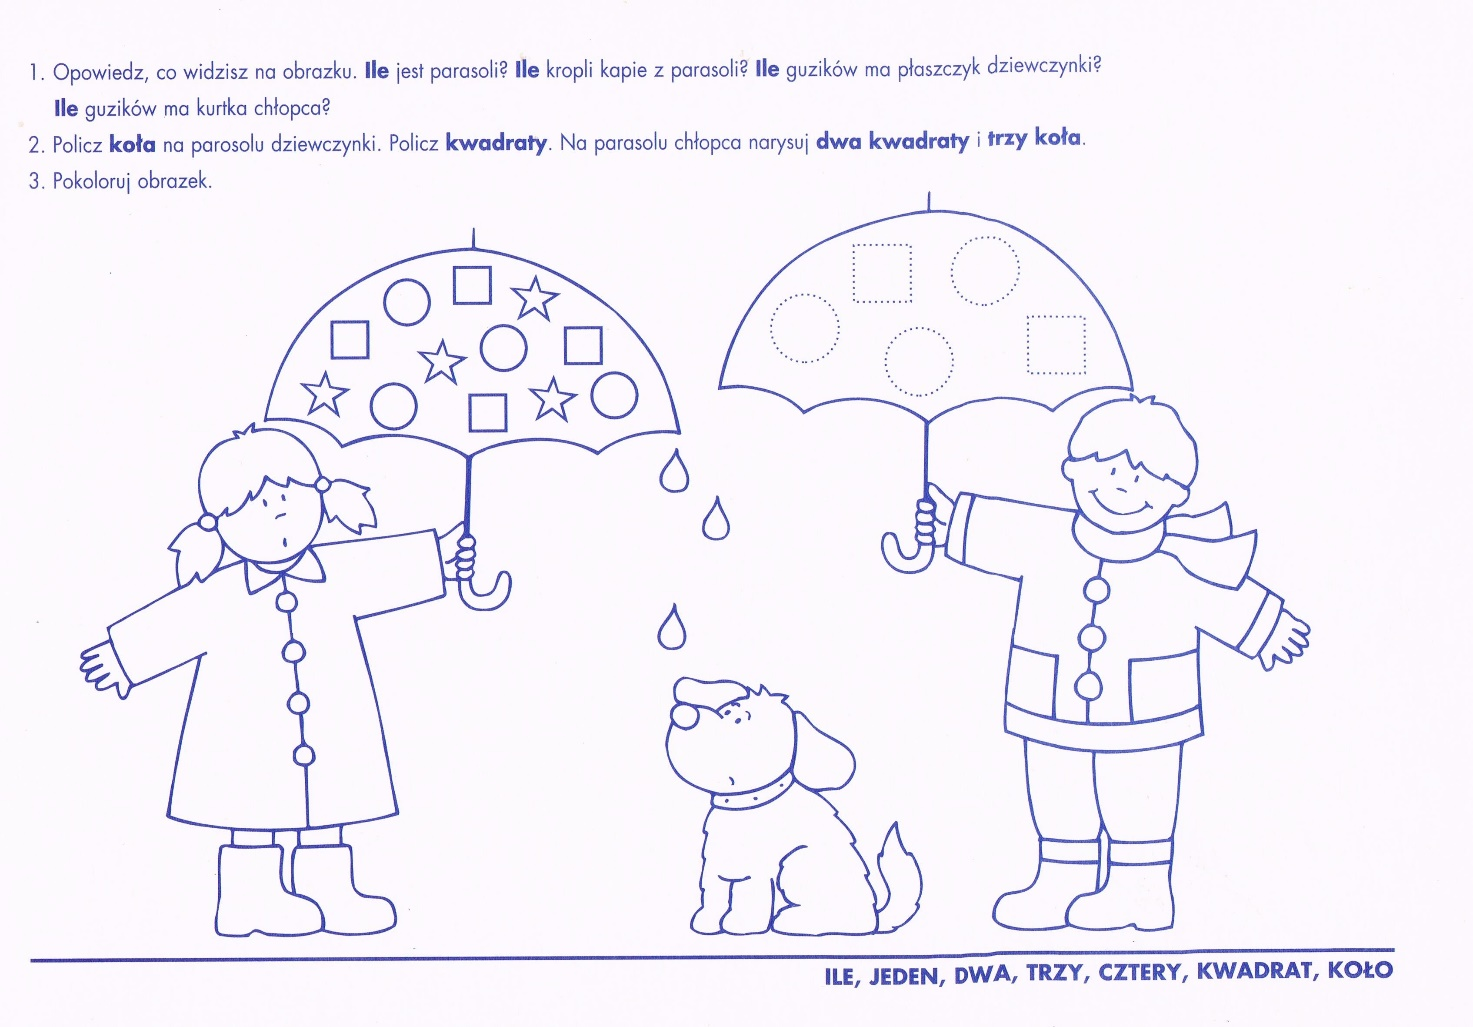 1. Opowiedz, co widzisz na obrazku. Ile jest parasoli? Ile kropli kapie z parasoli? Ile guzików ma płaszczyk dziewczynki?
Ile guzików ma kurtka chłopca?
2. Policz koła na parosolu dziewczynki. Policz kwadraty. Na parasolu chłopca narysuj dwa kwadraty i trzy koła.
3. Pokoloruj obrazek.
ILE, JEDEN, DWA, TRZY, CZTERY, KWADRAT, KOŁO